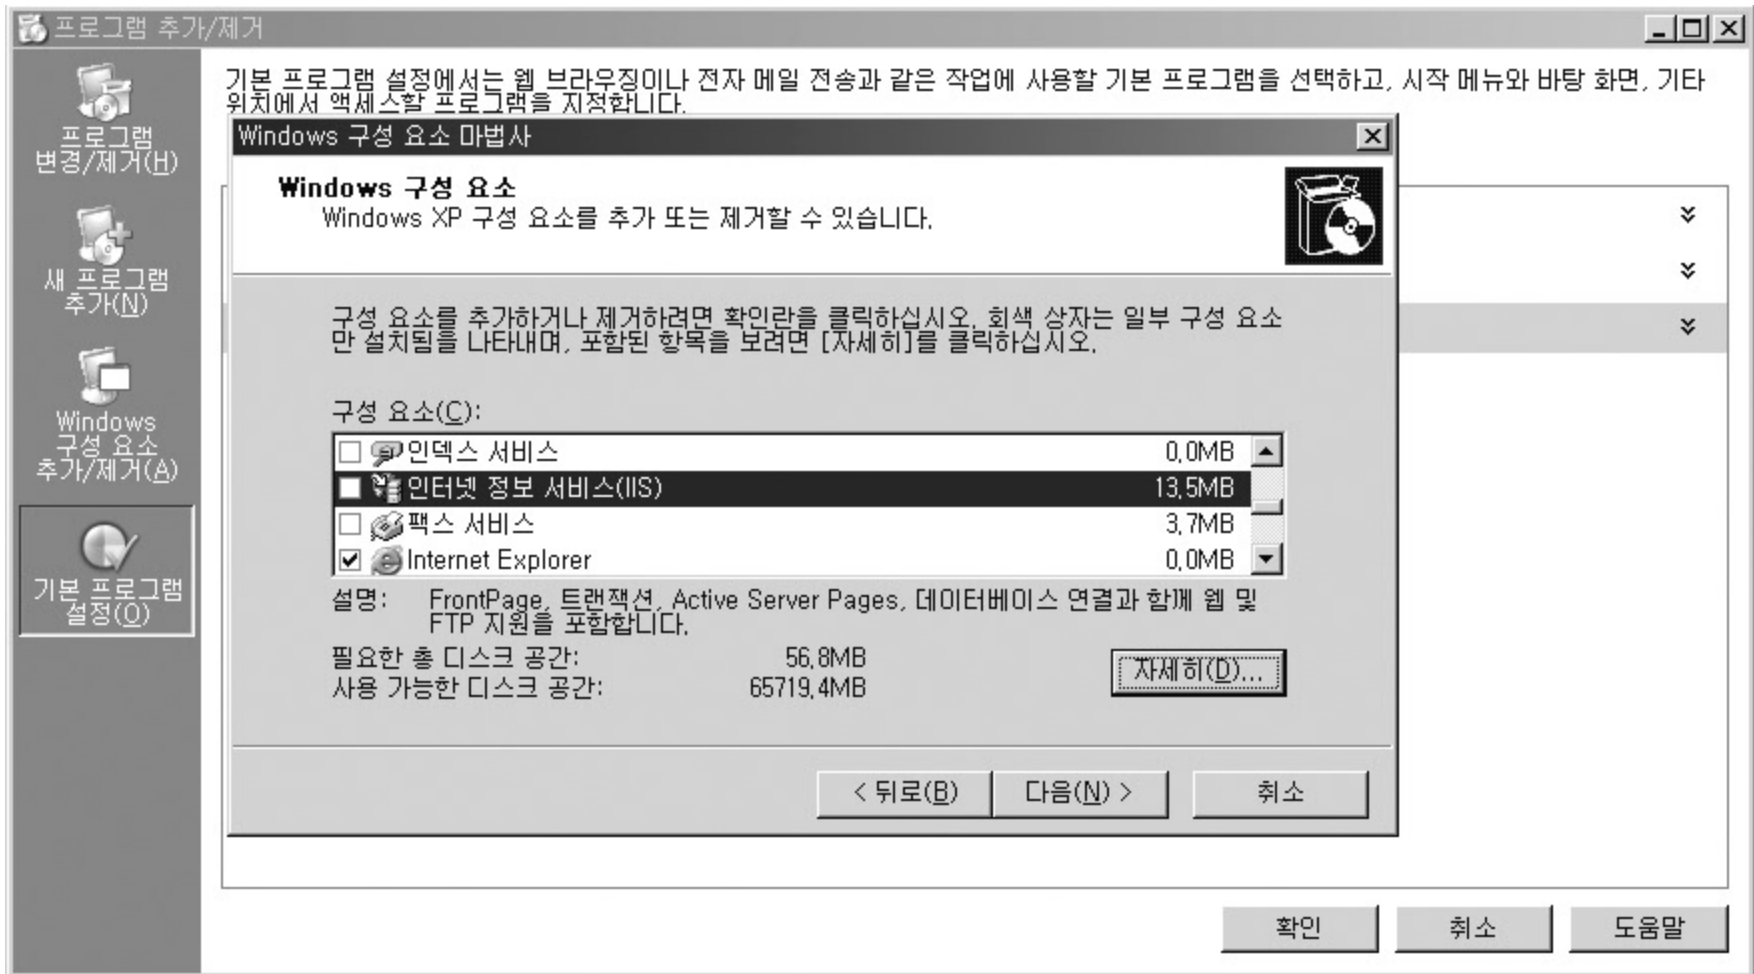 프로그램 추가/제거
프로그램
변경/제거(H)
새 프로그램
추가(N)
Windows
구성 요소
추가/제거(A)
기본 프로그램
설정(O)
기본 프로그램 설정에서는 웹 브라우징이나 전자 메일 전송과 같은 작업에 사용할 기본 프로그램을 선택하고, 시작 메뉴와 바탕 화면, 기타
위치에서 액세스할 프로그램을 지정합니다.
Windows 구성 요소 마법사
Windows 구성 요소
Windows XP 구성 요소를 추가 또는 제거할 수 있습니다.
구성 요소를 추가하거나 제거하려면 확인란을 클릭하십시오. 회색 상자는 일부 구성 요소
만 설치됨을 나타내며, 포함된 항목을 보려면 [자세히]를 클릭하십시오.
구성 요소(C):
인덱스 서비스 0.0MB
인터넷 정보 서비스(IIS) 13.5MB
팩스 서비스 3.7MB
Internet Explorer 0.0MB
설명: FrontPage, 트랜잭션, Active Server Pages, 데이터베이스 연결과 함께 웹 및
FTP 지원을 포함합니다.
필요한 총 디스크 공간: 56.8MB
사용 가능한 디스크 공간: 65719.4MB
자세히(D)...
< 뒤로(B) 다음(N) > 취소
확인 취소 도움말